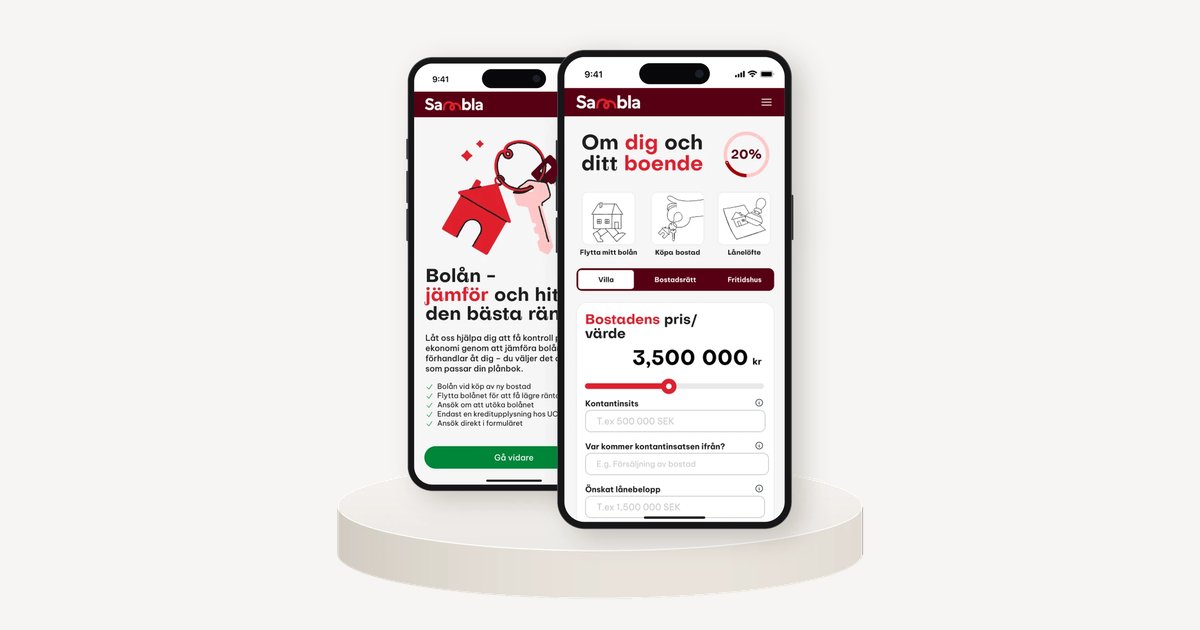 9:41
Sambla
Bolån –
jämför och hit
den bästa rän
Låt oss hjälpa dig att få kontroll
ekonomi genom att jämföra bolå
förhandlar åt dig – du väljer det
som passar din plånbok.
Bolån vid köp av ny bostad
Flytta bolånet för att få lägre ränta
Ansök om att utöka bolånet
Endast en kreditupplysning hos UC
Ansök direkt i formuläret
Gå vidare
9:41
Sambla
Om dig och
ditt boende
20%
Flytta mitt bolån
Köpa bostad
Lånelöfte
Villa
Bostadsrätt
Fritidshus
Bostadens pris/
värde
3,500 000 kr
Kontantinsits
T.ex 500 000 SEK
Var kommer kontantinsatsen ifrån?
E.g. Försäljning av bostad
Önskat lånebelopp
T.ex 1.500 000 SEK